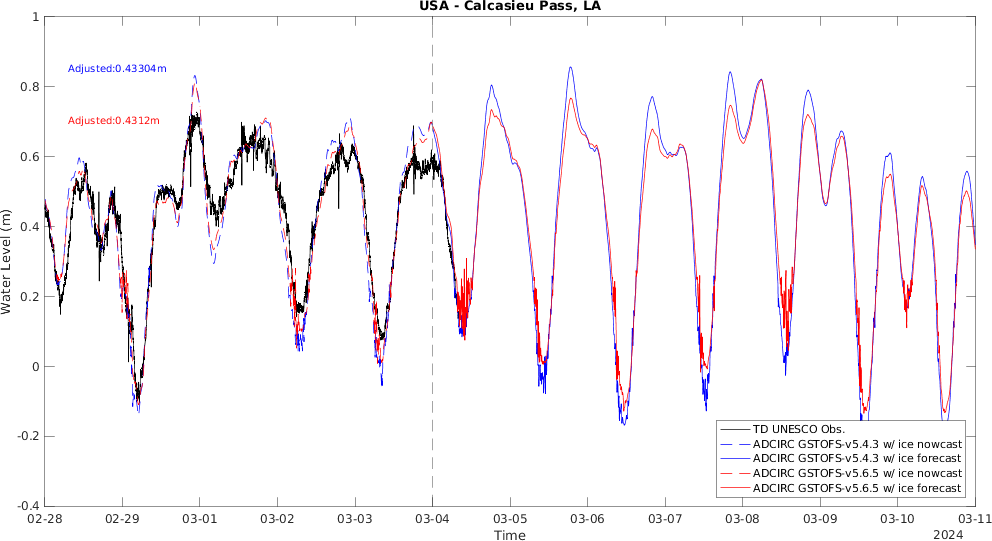 USA - Calcasieu Pass, LA
1
0.8
0.6
0.4
0.2
0
-0.2
-0.4
Water Level (m)
Adjusted:0.43304m
Adjusted:0.4312m
TD UNESCO Obs.
ADCIRC GSTOFS-v5.4.3 w/ ice nowcast
ADCIRC GSTOFS-v5.4.3 w/ ice forecast
ADCIRC GSTOFS-v5.6.5 w/ ice nowcast
ADCIRC GSTOFS-v5.6.5 w/ ice forecast
02-28 02-29 03-01 03-02 03-03 03-04 03-05 03-06 03-07 03-08 03-09 03-10 03-11
Time
2024